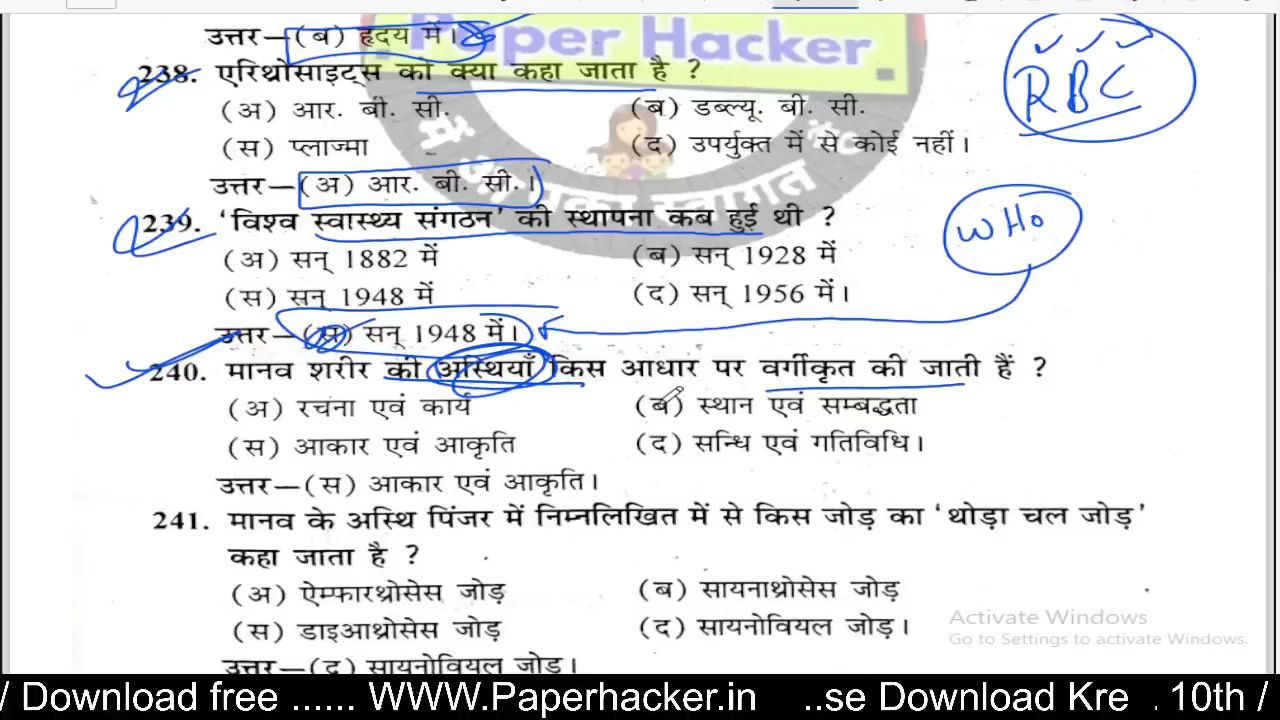 उत्तर—(ब) हृदय में।
Paper Hacker
238. एरिथोसाइट्स को क्या कहा जाता है ?
RBC
(अ) आर. बी. सी. (ब) डब्ल्यू. बी. सी.
(स) प्लाज्मा (द) उपर्युक्त में से कोई नहीं।
उत्तर—(अ) आर. बी. सी.।
239. 'विश्व स्वास्थ्य संगठन' की स्थापना कब हुई थी ?
WHO
(अ) सन् 1882 में (ब) सन् 1928 में
(स) सन् 1948 में (द) सन् 1956 में।
उत्तर—(स) सन् 1948 में।
240. मानव शरीर की अस्थियाँ किस आधार पर वर्गीकृत की जाती हैं ?
(अ) रचना एवं कार्य (ब) स्थान एवं सम्बद्धता
(स) आकार एवं आकृति (द) सन्धि एवं गतिविधि।
उत्तर—(स) आकार एवं आकृति।
241. मानव के अस्थि पिंजर में निम्नलिखित में से किस जोड़ का 'थोड़ा चल जोड़'
कहा जाता है ?
(अ) ऐम्फारथ्रोसेस जोड़ (ब) सायनाथ्रोसेस जोड़
(स) डाइआथ्रोसेस जोड़ (द) सायनोवियल जोड़।
उत्तर—(द) सायनोवियल जोड़।
Activate Windows
Go to Settings to activate Windows.
/ Download free ...... WWW.Paperhacker.in ..se Download Kre . 10th /